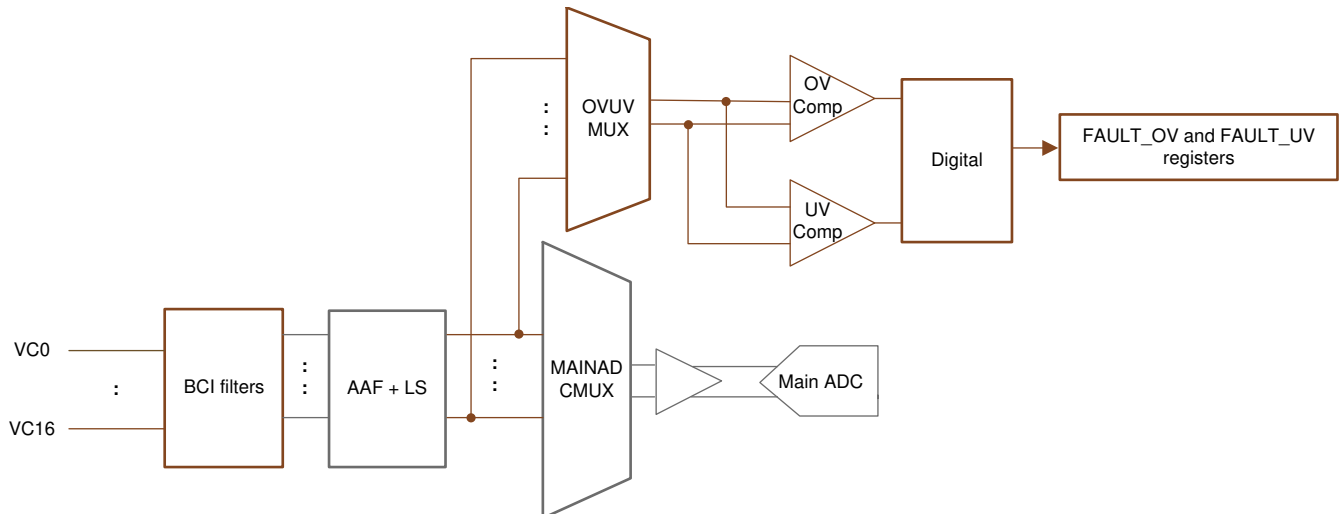 VC0
:
VC16
BCI filters
:
:
AAF + LS
:
:
MAINAD
CMUX
Main ADC
:
:
OVUV
MUX
OV
Comp
UV
Comp
Digital
FAULT_OV and FAULT_UV
registers